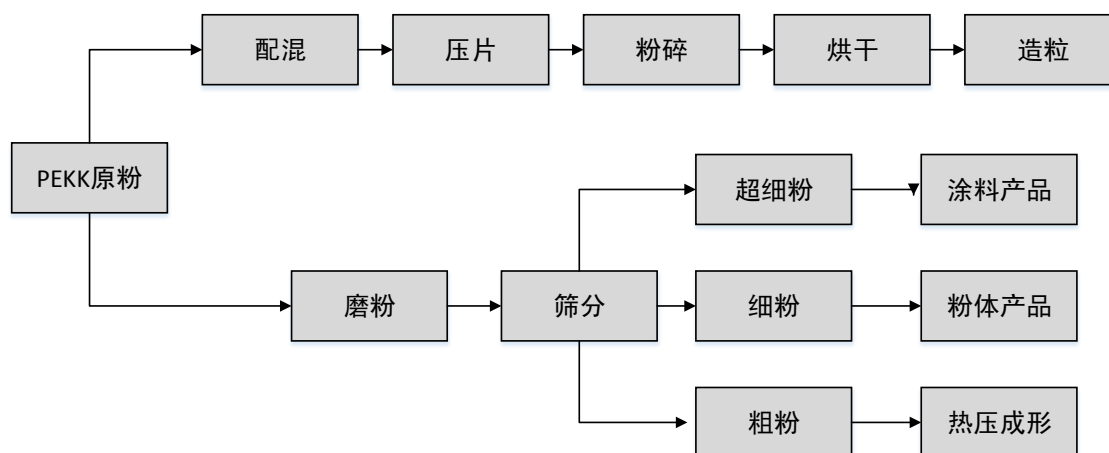 配混
压片
粉碎
烘干
造粒
PEKK原粉
超细粉
涂料产品
磨粉
筛分
细粉
粉体产品
粗粉
热压成形